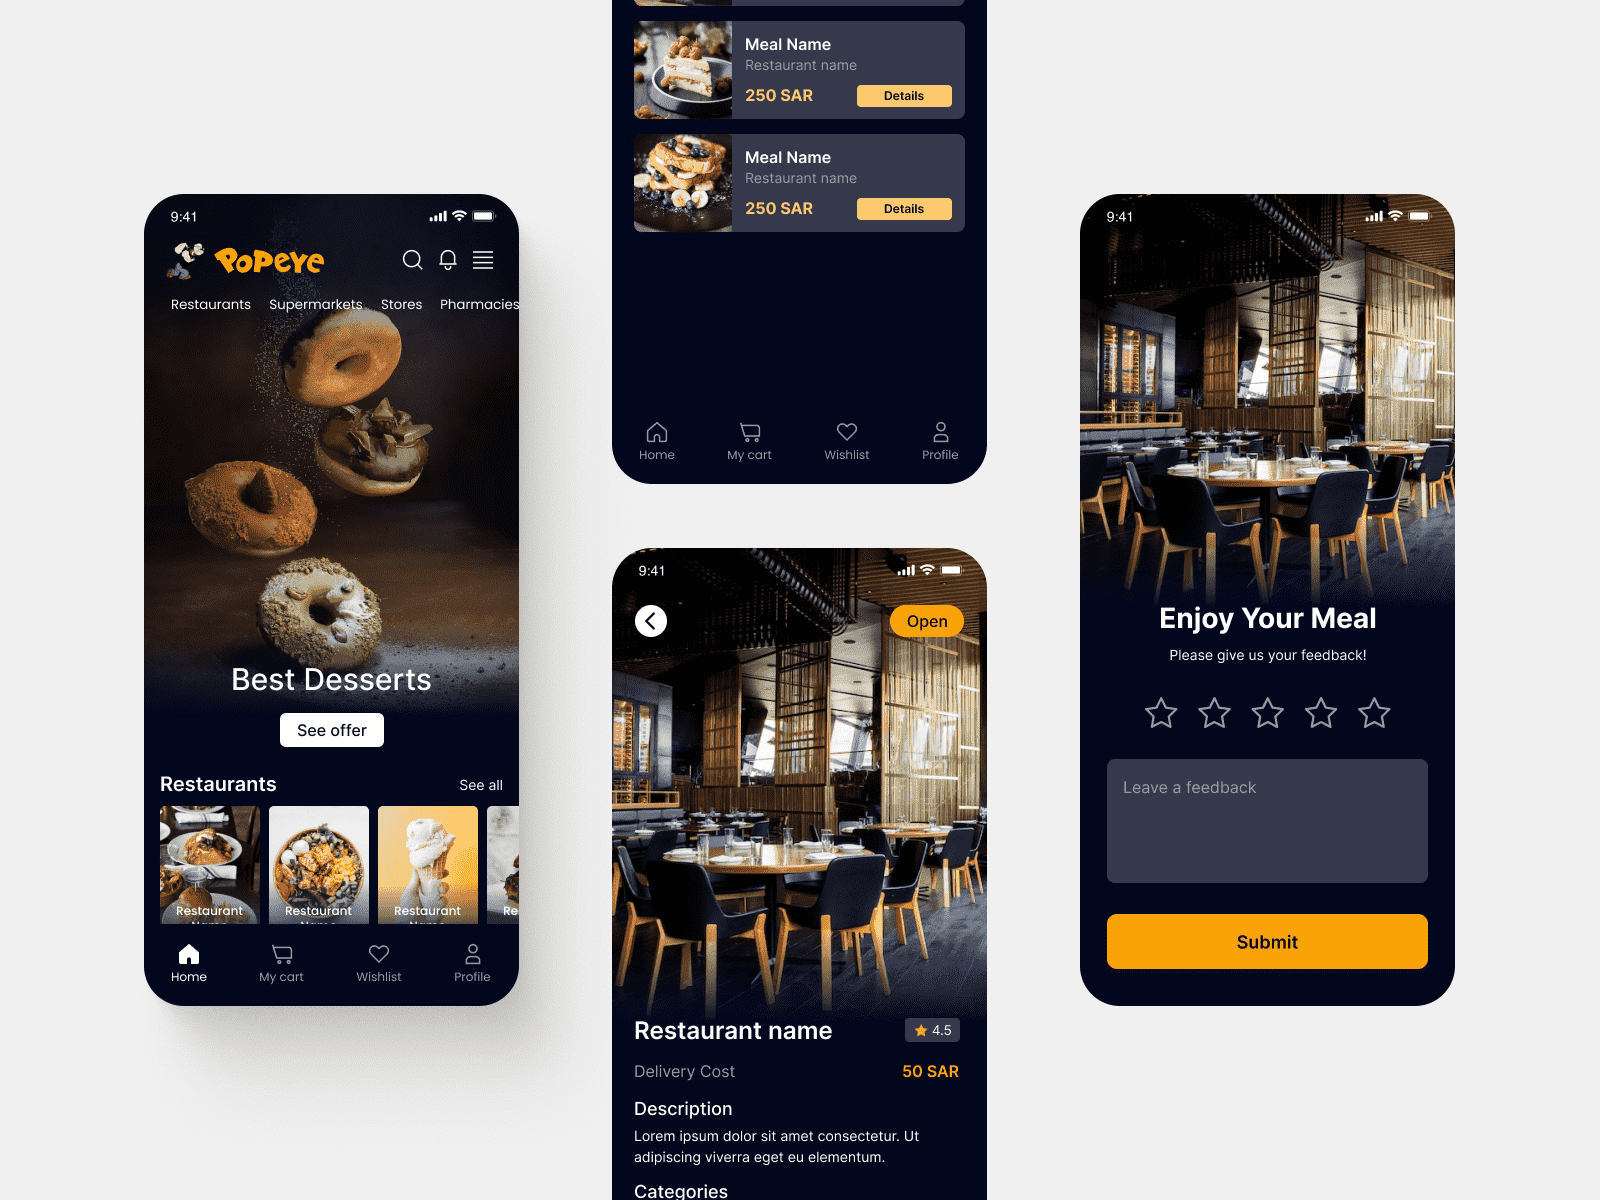 9:41
Popeye
Restaurants Supermarkets Stores Pharmacies
Best Desserts
See offer
Restaurants See all
Restaurant Restaurant Restaurant Re
Name Name Name
Home My cart Wishlist Profile
Meal Name
Restaurant name
250 SAR Details
Meal Name
Restaurant name
250 SAR Details
Home My cart Wishlist Profile
9:41
Open
Restaurant name 4.5
Delivery Cost 50 SAR
Description
Lorem ipsum dolor sit amet consectetur. Ut
adipiscing viverra eget eu elementum.
Categories
9:41
Enjoy Your Meal
Please give us your feedback!
Leave a feedback
Submit